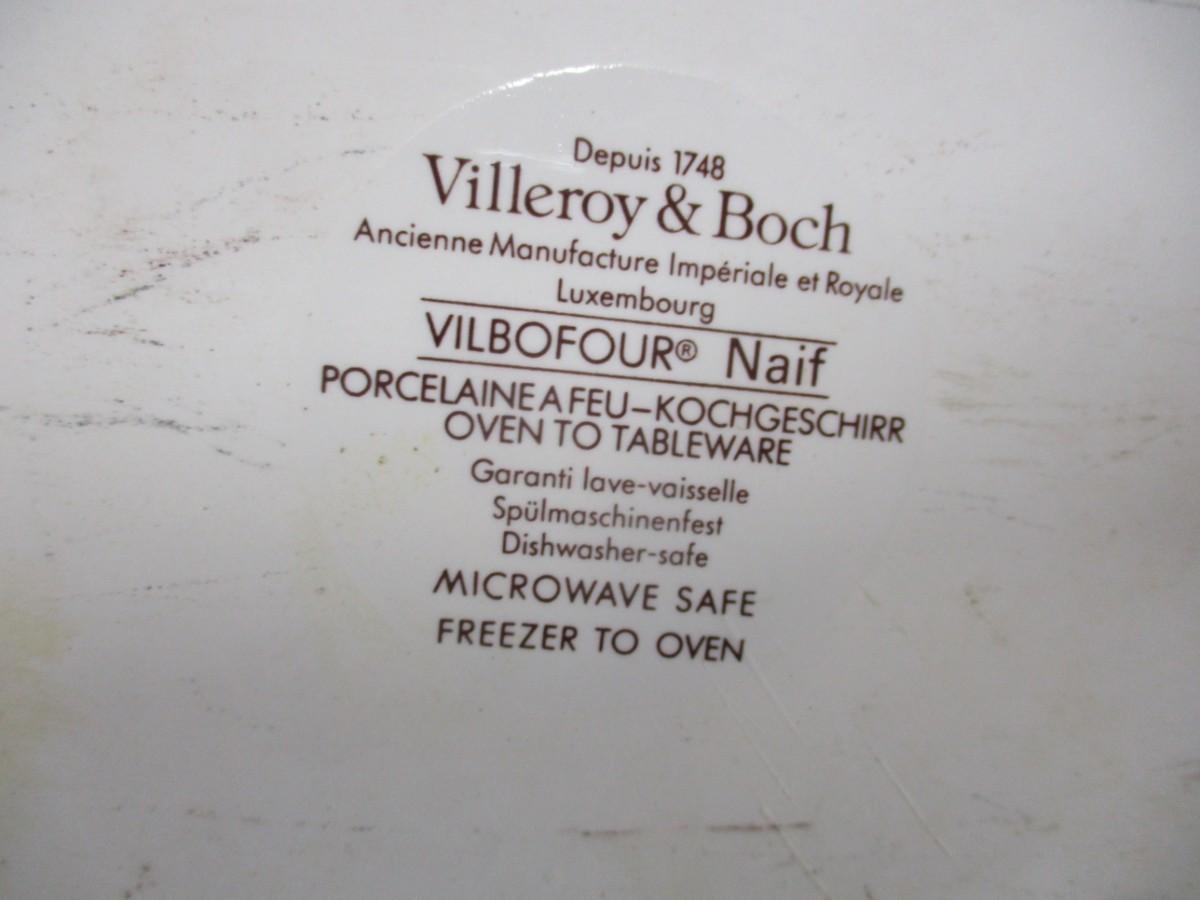 Depuis 1748
Villeroy & Boch
Ancienne Manufacture Impériale et Royale
Luxembourg
VILBOFOUR® Naif
PORCELAINE A FEU-KOCHGESCHIRR
OVEN TO TABLEWARE
Garanti lave-vaisselle
Spülmaschinenfest
Dishwasher-safe
MICROWAVE SAFE
FREEZER TO OVEN